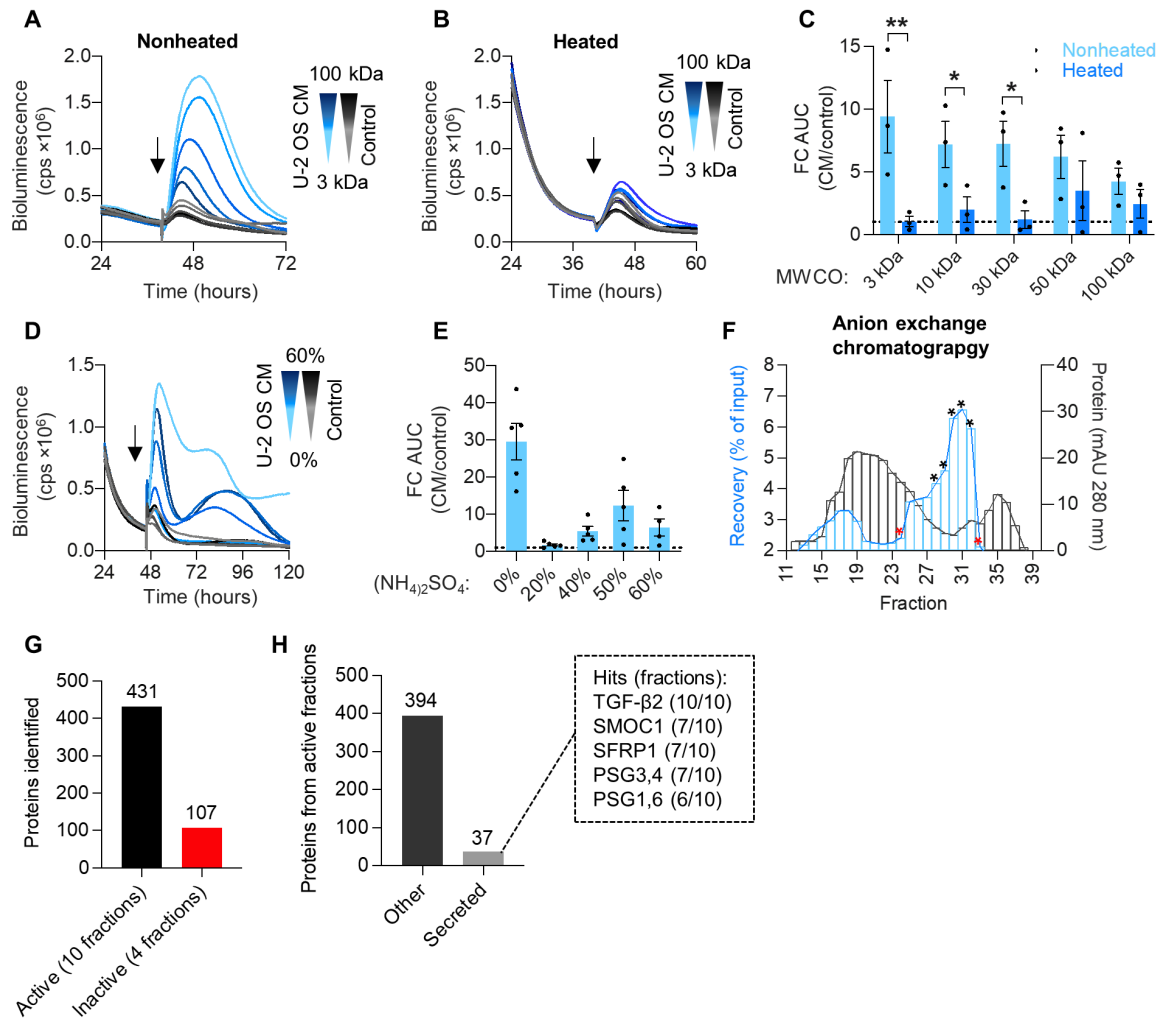 A
Nonheated
2.0
1.5
1.0
0.5
0.0
24
48
72
Bioluminescence
(cps ×10⁶)
Time (hours)
100 kDa
U-2 OS CM
Control
3 kDa
B
Heated
2.0
1.5
1.0
0.5
0.0
24
36
48
60
Bioluminescence
(cps ×10⁶)
Time (hours)
100 kDa
U-2 OS CM
Control
3 kDa
C
Nonheated
Heated
**
*
*
15
10
5
0
FC AUC
(CM/control)
MWCO:
3 kDa
10 kDa
30 kDa
50 kDa
100 kDa
D
1.5
1.0
0.5
0.0
24
48
72
96
120
Bioluminescence
(cps ×10⁶)
Time (hours)
60%
U-2 OS CM
Control
0%
E
50
40
30
20
10
0
FC AUC
(CM/control)
(NH₄)₂SO₄:
0%
20%
40%
50%
60%
F
Anion exchange
chromatograpgy
8
7
6
5
4
3
2
Recovery (% of input)
40
30
20
10
0
Protein (mAU 280 nm)
* * * * * * *
11
15
19
23
27
31
35
39
Fraction
G
500
400
300
200
100
0
Proteins identified
431
107
Active (10 fractions)
Inactive (4 fractions)
H
500
400
300
200
100
0
Proteins from active fractions
394
37
Other
Secreted
Hits (fractions):
TGF-β2 (10/10)
SMOC1 (7/10)
SFRP1 (7/10)
PSG3,4 (7/10)
PSG1,6 (6/10)